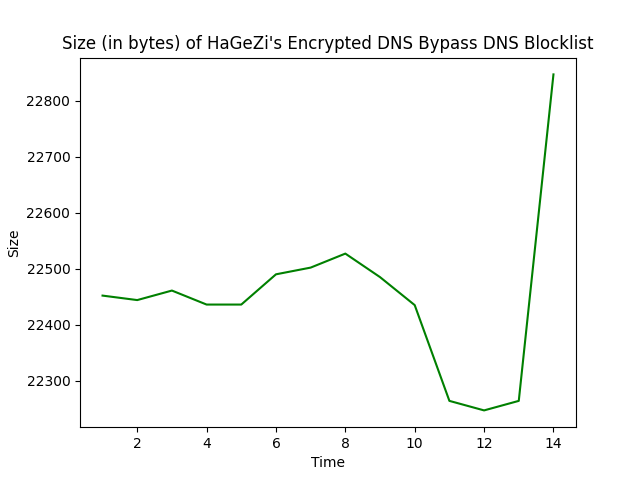 Size (in bytes) of HaGeZi's Encrypted DNS Bypass DNS Blocklist
22800
22700
22600
22500
22400
22300
Size
2 4 6 8 10 12 14
Time